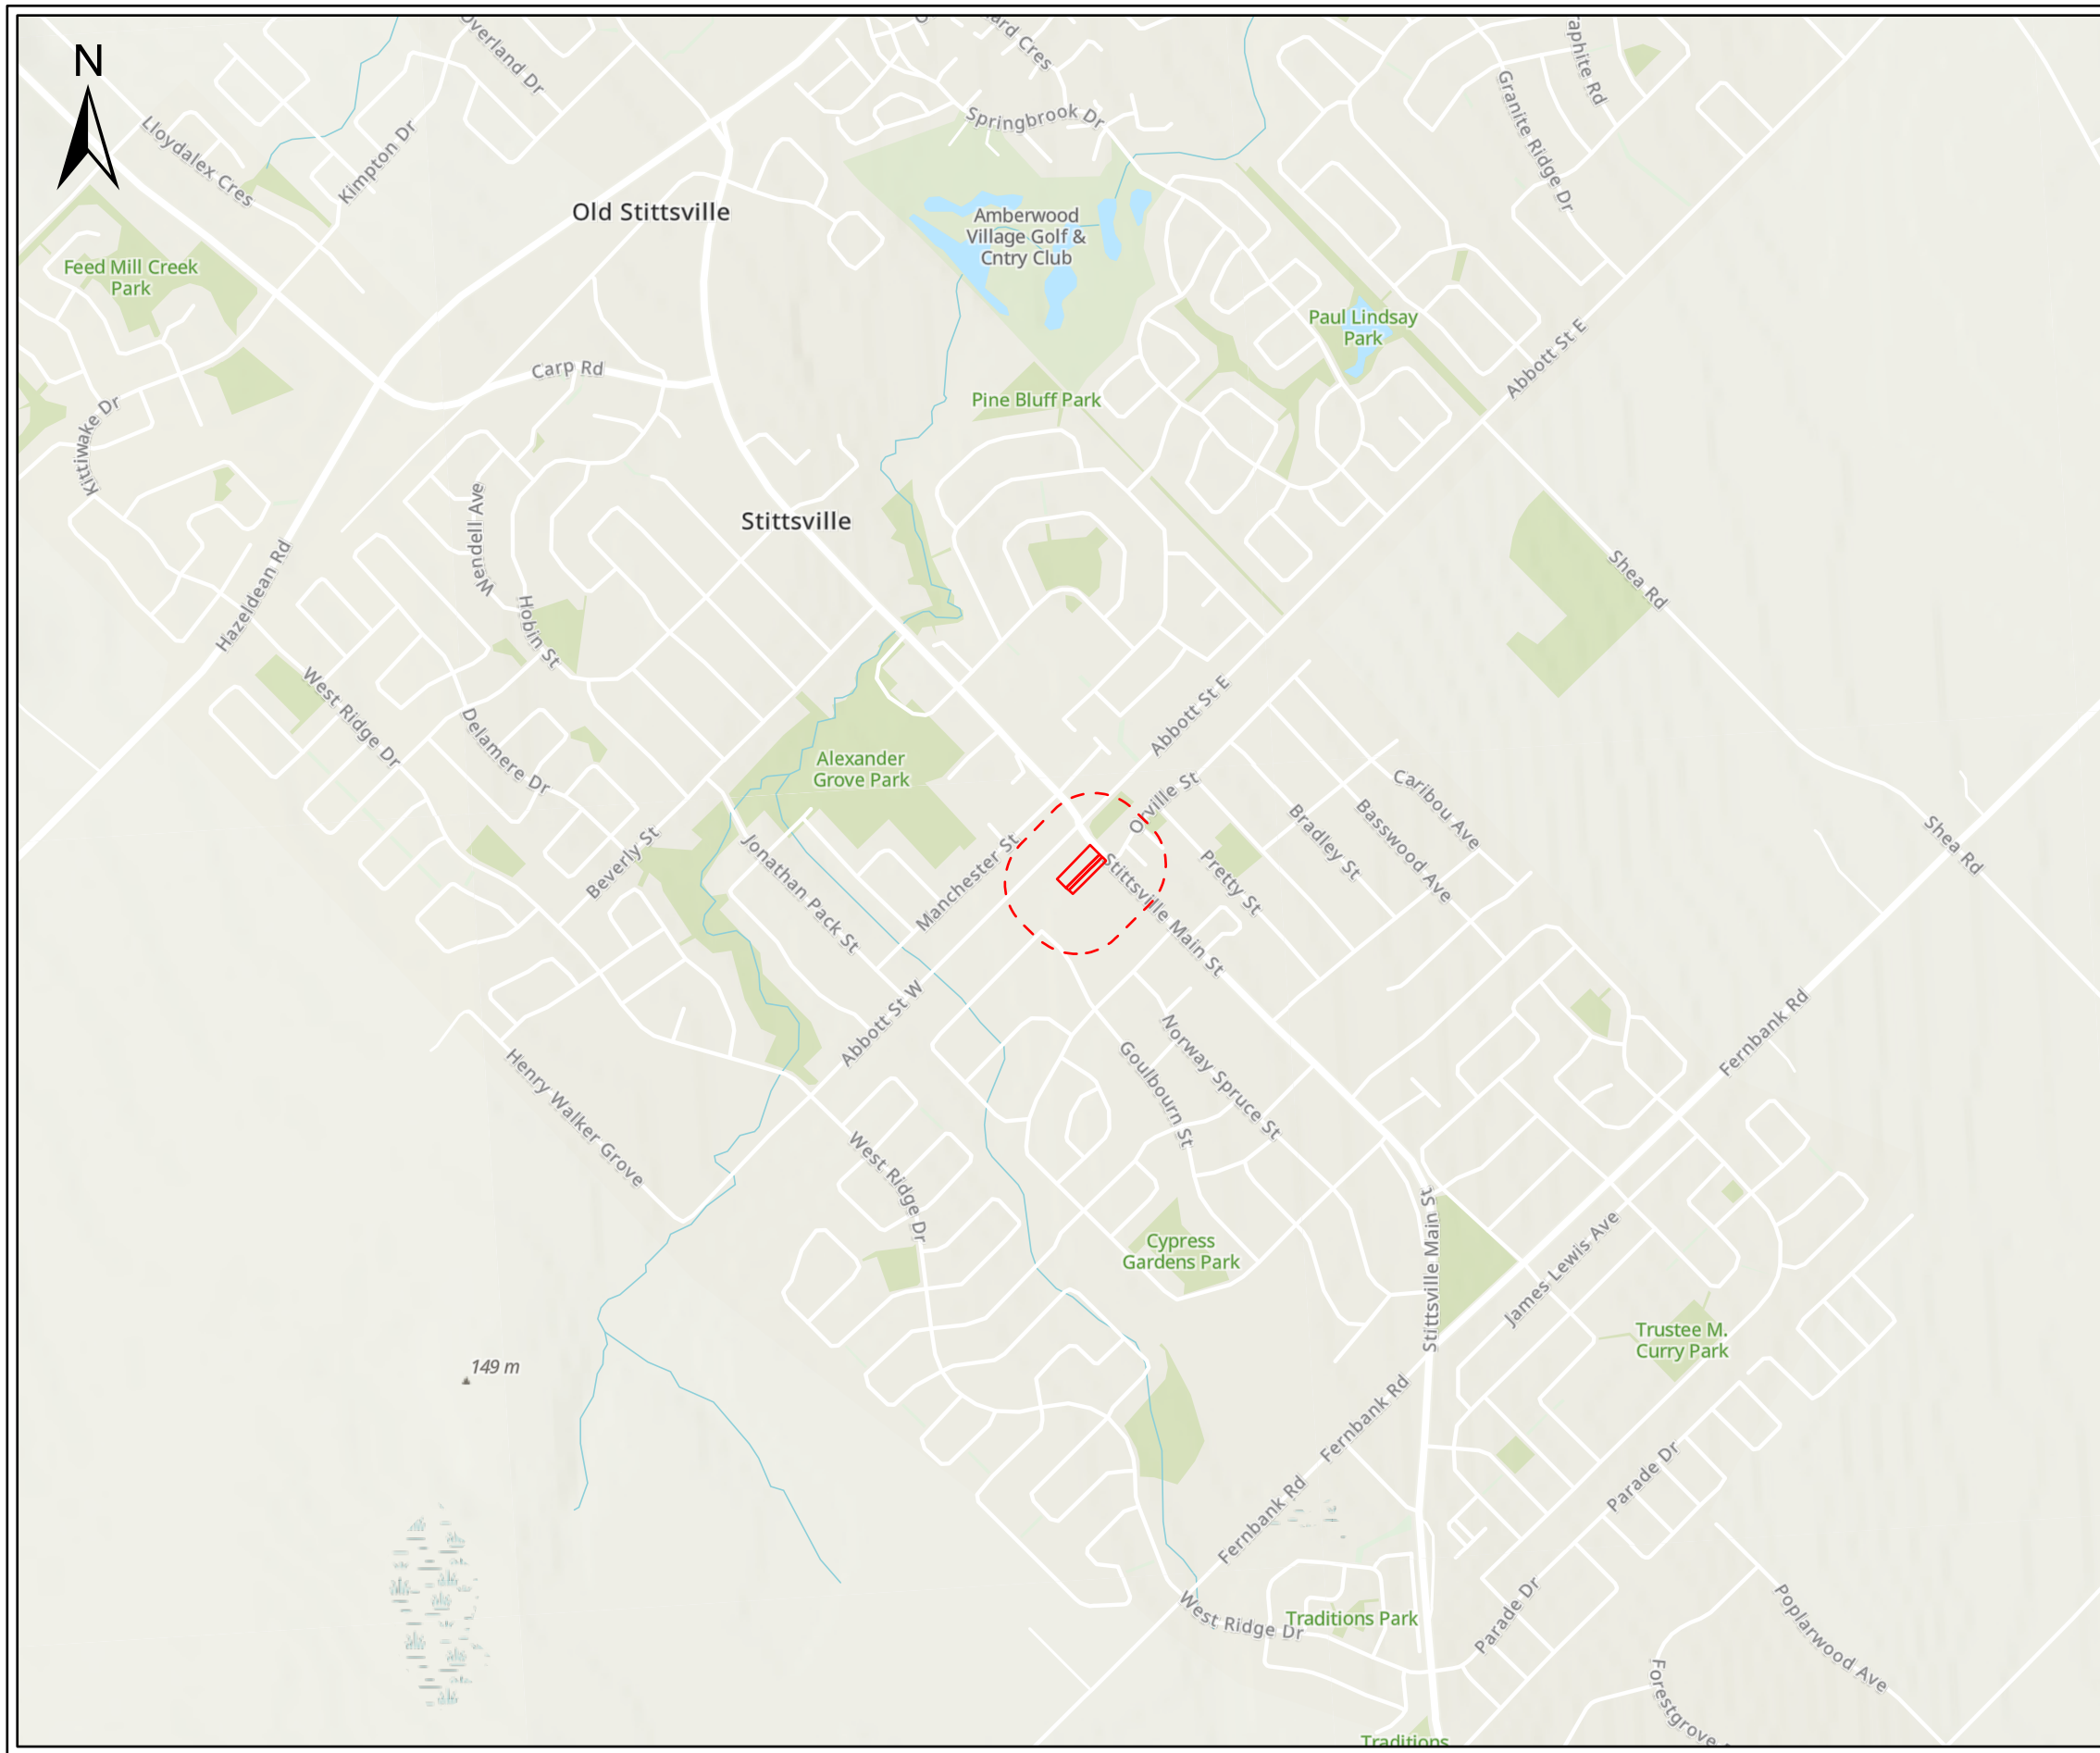 N
Overland Dr
Springbrook Dr
Granite Ridge Dr
Lloydalex Cres
Kimpton Dr
Old Stittsville
Amberwood
Village Golf &
Cntry Club
Feed Mill Creek
Park
Paul Lindsay
Park
Abbott St E
Carp Rd
Pine Bluff Park
Kittiwake Dr
Wendell Ave
Stittsville
Hazeldean Rd
Hobin St
Shea Rd
West Ridge Dr
Delamere Dr
Abbott St E
Alexander
Grove Park
Orville St
Caribou Ave
Basswood Ave
Bradley St
Shea Rd
Beverly St
Jonathan Pack St
Manchester St
Stittsville Main St
Pretty St
Abbott St W
Fernbank Rd
Henry Walker Grove
Goulbourn St
Norway Spruce St
West Ridge Dr
Stittsville Main St
Cypress
Gardens Park
James Lewis Ave
Trustee M.
Curry Park
149 m
Fernbank Rd
Parade Dr
Fernbank Rd
West Ridge Dr
Traditions Park
Parade Dr
Poplarwood Ave
Forestgrove
Traditions